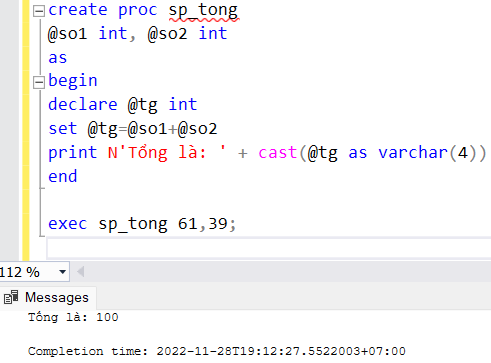 create proc sp_tong
@so1 int, @so2 int
as
begin
declare @tg int
set @tg=@so1+@so2
print N'Tổng là: ' + cast(@tg as varchar(4))
end
exec sp_tong 61,39;
112 %
Messages
Tổng là: 100
Completion time: 2022-11-28T19:12:27.5522003+07:00